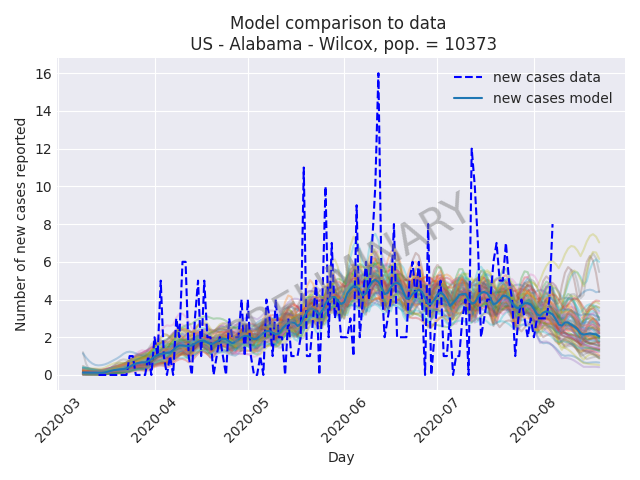 Model comparison to data
US - Alabama - Wilcox, pop. = 10373
new cases data
new cases model
PRELIMINARY
Number of new cases reported
16
14
12
10
8
6
4
2
0
2020-03
2020-04
2020-05
2020-06
2020-07
2020-08
Day